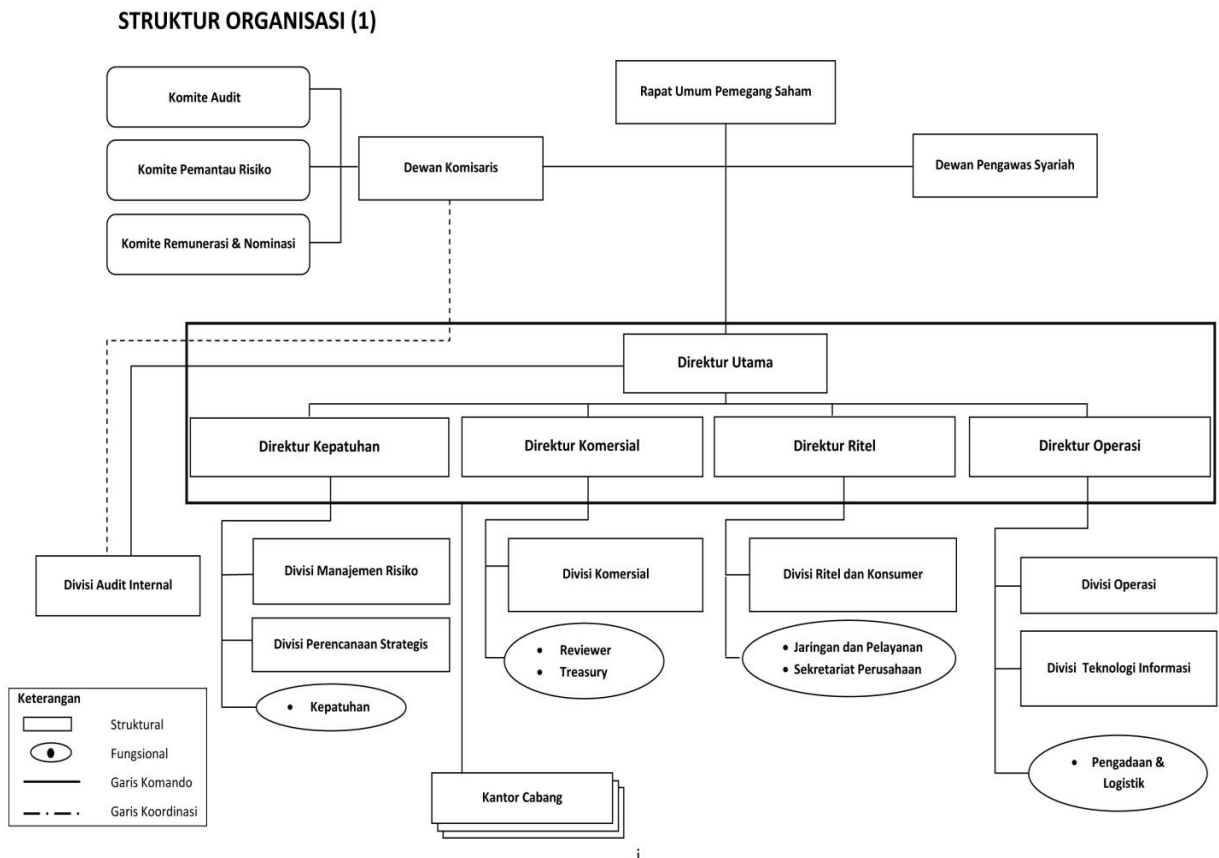 STRUKTUR ORGANISASI (1)
Komite Audit
Rapat Umum Pemegang Saham
Komite Pemantau Risiko
Dewan Komisaris
Dewan Pengawas Syariah
Komite Remunerasi & Nominasi
Direktur Utama
Direktur Kepatuhan
Direktur Komersial
Direktur Ritel
Direktur Operasi
Divisi Audit Internal
Divisi Manajemen Risiko
Divisi Komersial
Divisi Ritel dan Konsumer
Divisi Operasi
Divisi Perencanaan Strategis
• Reviewer
• Treasury
• Jaringan dan Pelayanan
• Sekretariat Perusahaan
Divisi Teknologi Informasi
• Kepatuhan
• Pengadaan &
Logistik
Keterangan
Struktural
Fungsional
Garis Komando
Garis Koordinasi
Kantor Cabang
i